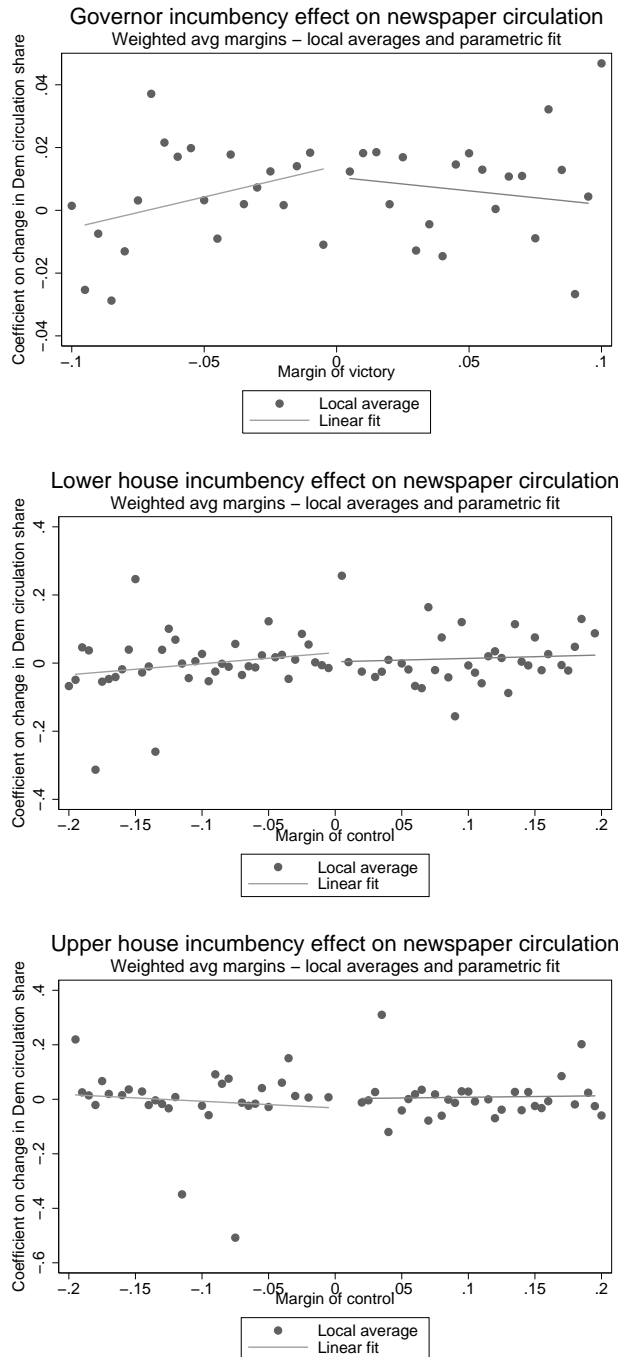 Governor incumbency effect on newspaper circulation
Weighted avg margins − local averages and parametric fit
Coefficient on change in Dem circulation share
.04
.02
0
−.02
−.04
−.1 −.05 0 .05 .1
Margin of victory
Local average
Linear fit
Lower house incumbency effect on newspaper circulation
Weighted avg margins − local averages and parametric fit
Coefficient on change in Dem circulation share
.4
.2
0
−.2
−.4
−.2 −.15 −.1 −.05 0 .05 .1 .15 .2
Margin of control
Local average
Linear fit
Upper house incumbency effect on newspaper circulation
Weighted avg margins − local averages and parametric fit
Coefficient on change in Dem circulation share
.4
.2
0
−.2
−.4
−.6
−.2 −.15 −.1 −.05 0 .05 .1 .15 .2
Margin of control
Local average
Linear fit